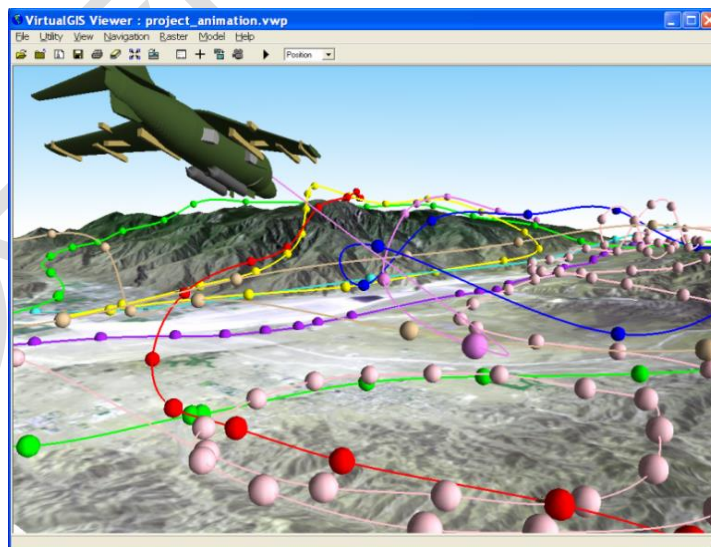 VirtualGIS Viewer : project_animation.vwp
File Utility View Navigation Raster Model Help
Position